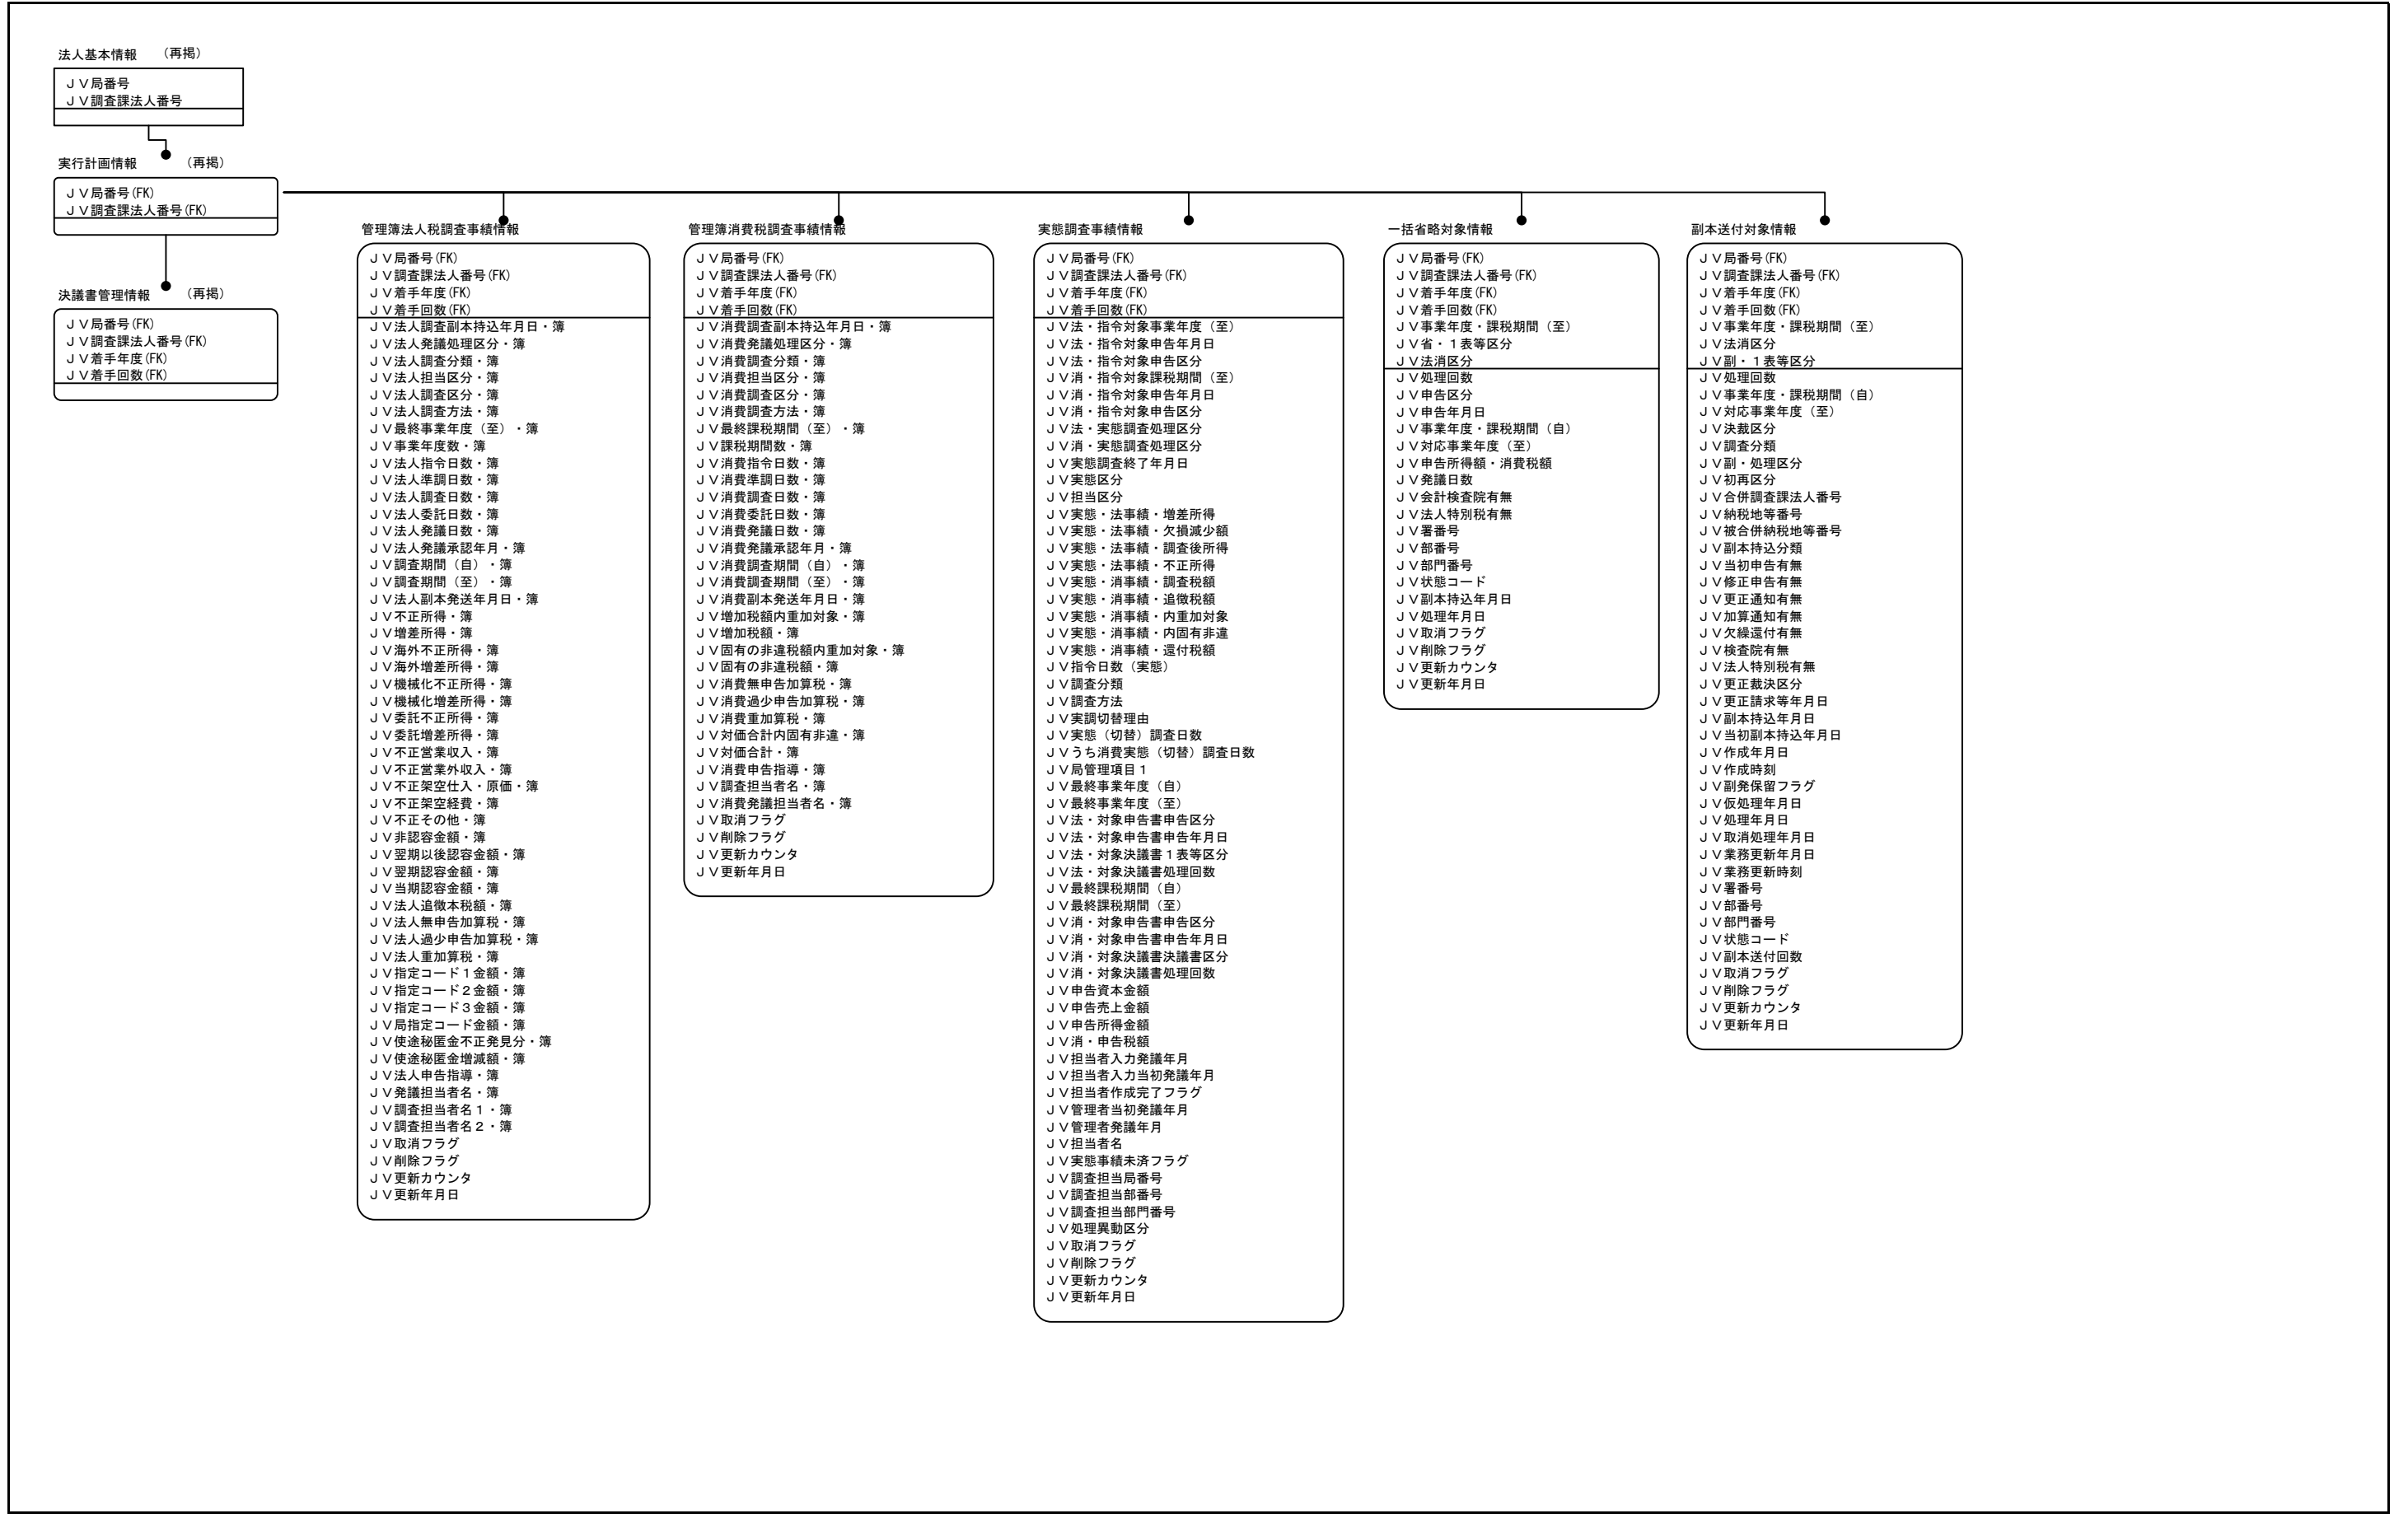 法人基本情報　（再掲）
ＪＶ局番号
ＪＶ調査課法人番号
実行計画情報　（再掲）
ＪＶ局番号(FK)
ＪＶ調査課法人番号(FK)
決議書管理情報　（再掲）
ＪＶ局番号(FK)
ＪＶ調査課法人番号(FK)
ＪＶ着手年度(FK)
ＪＶ着手回数(FK)
管理簿法人税調査事績情報
ＪＶ局番号(FK)
ＪＶ調査課法人番号(FK)
ＪＶ着手年度(FK)
ＪＶ着手回数(FK)
ＪＶ法人調査副本持込年月日・簿
ＪＶ法人発議処理区分・簿
ＪＶ法人調査分類・簿
ＪＶ法人担当区分・簿
ＪＶ法人調査区分・簿
ＪＶ法人調査方法・簿
ＪＶ最終事業年度（至）・簿
ＪＶ事業年度数・簿
ＪＶ法人指令日数・簿
ＪＶ法人準調日数・簿
ＪＶ法人調査日数・簿
ＪＶ法人委託日数・簿
ＪＶ法人発議日数・簿
ＪＶ法人発議承認年月・簿
ＪＶ調査期間（自）・簿
ＪＶ調査期間（至）・簿
ＪＶ法人副本発送年月日・簿
ＪＶ不正所得・簿
ＪＶ増差所得・簿
ＪＶ海外不正所得・簿
ＪＶ海外増差所得・簿
ＪＶ機械化不正所得・簿
ＪＶ機械化増差所得・簿
ＪＶ委託不正所得・簿
ＪＶ委託増差所得・簿
ＪＶ不正営業収入・簿
ＪＶ不正営業外収入・簿
ＪＶ不正架空仕入・原価・簿
ＪＶ不正架空経費・簿
ＪＶ不正その他・簿
ＪＶ非認容金額・簿
ＪＶ翌期以後認容金額・簿
ＪＶ翌期認容金額・簿
ＪＶ当期認容金額・簿
ＪＶ法人追徴本税額・簿
ＪＶ法人無申告加算税・簿
ＪＶ法人過少申告加算税・簿
ＪＶ法人重加算税・簿
ＪＶ指定コード１金額・簿
ＪＶ指定コード２金額・簿
ＪＶ指定コード３金額・簿
ＪＶ局指定コード金額・簿
ＪＶ使途秘匿金不正発見分・簿
ＪＶ使途秘匿金増減額・簿
ＪＶ法人申告指導・簿
ＪＶ発議担当者名・簿
ＪＶ調査担当者名１・簿
ＪＶ調査担当者名２・簿
ＪＶ取消フラグ
ＪＶ削除フラグ
ＪＶ更新カウンタ
ＪＶ更新年月日
管理簿消費税調査事績情報
ＪＶ局番号(FK)
ＪＶ調査課法人番号(FK)
ＪＶ着手年度(FK)
ＪＶ着手回数(FK)
ＪＶ消費調査副本持込年月日・簿
ＪＶ消費発議処理区分・簿
ＪＶ消費調査分類・簿
ＪＶ消費担当区分・簿
ＪＶ消費調査区分・簿
ＪＶ消費調査方法・簿
ＪＶ最終課税期間（至）・簿
ＪＶ課税期間数・簿
ＪＶ消費指令日数・簿
ＪＶ消費準調日数・簿
ＪＶ消費調査日数・簿
ＪＶ消費委託日数・簿
ＪＶ消費発議日数・簿
ＪＶ消費発議承認年月・簿
ＪＶ消費調査期間（自）・簿
ＪＶ消費調査期間（至）・簿
ＪＶ消費副本発送年月日・簿
ＪＶ増加税額内重加対象・簿
ＪＶ増加税額・簿
ＪＶ固有の非違税額内重加対象・簿
ＪＶ固有の非違税額・簿
ＪＶ消費無申告加算税・簿
ＪＶ消費過少申告加算税・簿
ＪＶ消費重加算税・簿
ＪＶ対価合計内固有非違・簿
ＪＶ対価合計・簿
ＪＶ消費申告指導・簿
ＪＶ調査担当者名・簿
ＪＶ消費発議担当者名・簿
ＪＶ取消フラグ
ＪＶ削除フラグ
ＪＶ更新カウンタ
ＪＶ更新年月日
実態調査事績情報
ＪＶ局番号(FK)
ＪＶ調査課法人番号(FK)
ＪＶ着手年度(FK)
ＪＶ着手回数(FK)
ＪＶ法・指令対象事業年度（至）
ＪＶ法・指令対象申告年月日
ＪＶ法・指令対象申告区分
ＪＶ消・指令対象課税期間（至）
ＪＶ消・指令対象申告年月日
ＪＶ消・指令対象申告区分
ＪＶ法・実態調査処理区分
ＪＶ消・実態調査処理区分
ＪＶ実態調査終了年月日
ＪＶ実態区分
ＪＶ担当区分
ＪＶ実態・法事績・増差所得
ＪＶ実態・法事績・欠損減少額
ＪＶ実態・法事績・調査後所得
ＪＶ実態・法事績・不正所得
ＪＶ実態・消事績・調査税額
ＪＶ実態・消事績・追徴税額
ＪＶ実態・消事績・内重加対象
ＪＶ実態・消事績・内固有非違
ＪＶ実態・消事績・還付税額
ＪＶ指令日数（実態）
ＪＶ調査分類
ＪＶ調査方法
ＪＶ実調切替理由
ＪＶ実態（切替）調査日数
ＪＶうち消費実態（切替）調査日数
ＪＶ局管理項目１
ＪＶ最終事業年度（自）
ＪＶ最終事業年度（至）
ＪＶ法・対象申告書申告区分
ＪＶ法・対象申告書申告年月日
ＪＶ法・対象決議書１表等区分
ＪＶ法・対象決議書処理回数
ＪＶ最終課税期間（自）
ＪＶ最終課税期間（至）
ＪＶ消・対象申告書申告区分
ＪＶ消・対象申告書申告年月日
ＪＶ消・対象決議書決議書区分
ＪＶ消・対象決議書処理回数
ＪＶ申告資本金額
ＪＶ申告売上金額
ＪＶ申告所得金額
ＪＶ消・申告税額
ＪＶ担当者入力発議年月
ＪＶ担当者入力当初発議年月
ＪＶ担当者作成完了フラグ
ＪＶ管理者当初発議年月
ＪＶ管理者発議年月
ＪＶ担当者名
ＪＶ実態事績未済フラグ
ＪＶ調査担当局番号
ＪＶ調査担当部番号
ＪＶ調査担当部門番号
ＪＶ処理異動区分
ＪＶ取消フラグ
ＪＶ削除フラグ
ＪＶ更新カウンタ
ＪＶ更新年月日
一括省略対象情報
ＪＶ局番号(FK)
ＪＶ調査課法人番号(FK)
ＪＶ着手年度(FK)
ＪＶ着手回数(FK)
ＪＶ事業年度・課税期間（至）
ＪＶ省・１表等区分
ＪＶ法消区分
ＪＶ処理回数
ＪＶ申告区分
ＪＶ申告年月日
ＪＶ事業年度・課税期間（自）
ＪＶ対応事業年度（至）
ＪＶ申告所得額・消費税額
ＪＶ発議日数
ＪＶ会計検査院有無
ＪＶ法人特別税有無
ＪＶ署番号
ＪＶ部番号
ＪＶ部門番号
ＪＶ状態コード
ＪＶ副本持込年月日
ＪＶ処理年月日
ＪＶ取消フラグ
ＪＶ削除フラグ
ＪＶ更新カウンタ
ＪＶ更新年月日
副本送付対象情報
ＪＶ局番号(FK)
ＪＶ調査課法人番号(FK)
ＪＶ着手年度(FK)
ＪＶ着手回数(FK)
ＪＶ事業年度・課税期間（至）
ＪＶ法消区分
ＪＶ副・１表等区分
ＪＶ処理回数
ＪＶ事業年度・課税期間（自）
ＪＶ対応事業年度（至）
ＪＶ決裁区分
ＪＶ調査分類
ＪＶ副・処理区分
ＪＶ初再区分
ＪＶ合併調査課法人番号
ＪＶ納税地等番号
ＪＶ被合併納税地等番号
ＪＶ副本持込分類
ＪＶ当初申告有無
ＪＶ修正申告有無
ＪＶ更正通知有無
ＪＶ加算通知有無
ＪＶ欠繰還付有無
ＪＶ検査院有無
ＪＶ法人特別税有無
ＪＶ更正裁決区分
ＪＶ更正請求等年月日
ＪＶ副本持込年月日
ＪＶ当初副本持込年月日
ＪＶ作成年月日
ＪＶ作成時刻
ＪＶ副発保留フラグ
ＪＶ仮処理年月日
ＪＶ処理年月日
ＪＶ取消処理年月日
ＪＶ業務更新年月日
ＪＶ業務更新時刻
ＪＶ署番号
ＪＶ部番号
ＪＶ部門番号
ＪＶ状態コード
ＪＶ副本送付回数
ＪＶ取消フラグ
ＪＶ削除フラグ
ＪＶ更新カウンタ
ＪＶ更新年月日